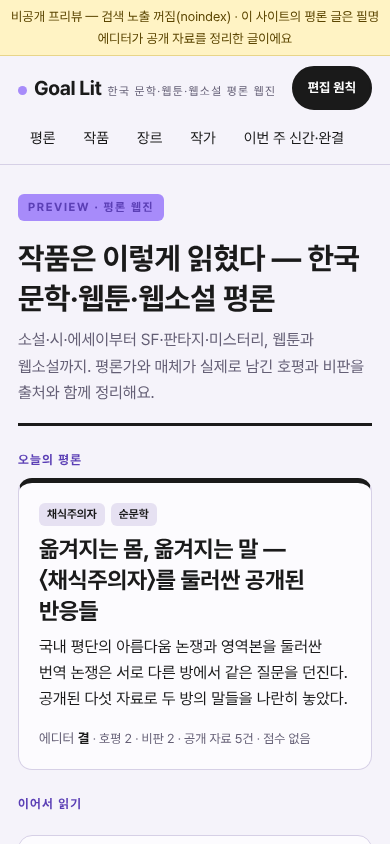 비공개 프리뷰 — 검색 노출 꺼짐(noindex) · 이 사이트의 평론 글은 필명
에디터가 공개 자료를 정리한 글이에요
Goal Lit 한국 문학·웹툰·웹소설 평론 웹진
편집 원칙
평론 작품 장르 작가 이번 주 신간·완결
PREVIEW · 평론 웹진
작품은 이렇게 읽혔다 — 한국
문학·웹툰·웹소설 평론
소설·시·에세이부터 SF·판타지·미스터리, 웹툰과
웹소설까지. 평론가와 매체가 실제로 남긴 호평과 비판을
출처와 함께 정리해요.
오늘의 평론
채식주의자 순문학
옮겨지는 몸, 옮겨지는 말 —
〈채식주의자〉를 둘러싼 공개된
반응들
국내 평단의 아름다움 논쟁과 영역본을 둘러싼
번역 논쟁은 서로 다른 방에서 같은 질문을 던진다.
공개된 다섯 자료로 두 방의 말들을 나란히 놓았다.
에디터 결 · 호평 2 · 비판 2 · 공개 자료 5건 · 점수 없음
이어서 읽기